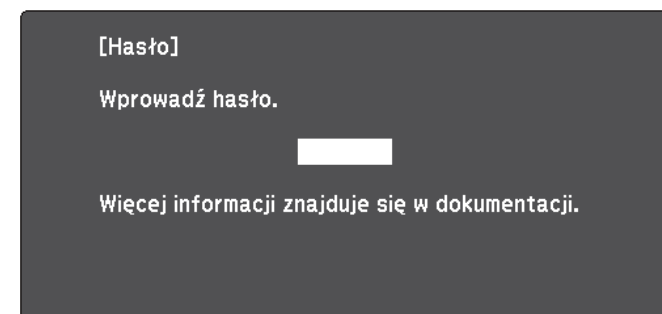 [Hasło]
Wprowadź hasło.
Więcej informacji znajduje się w dokumentacji.